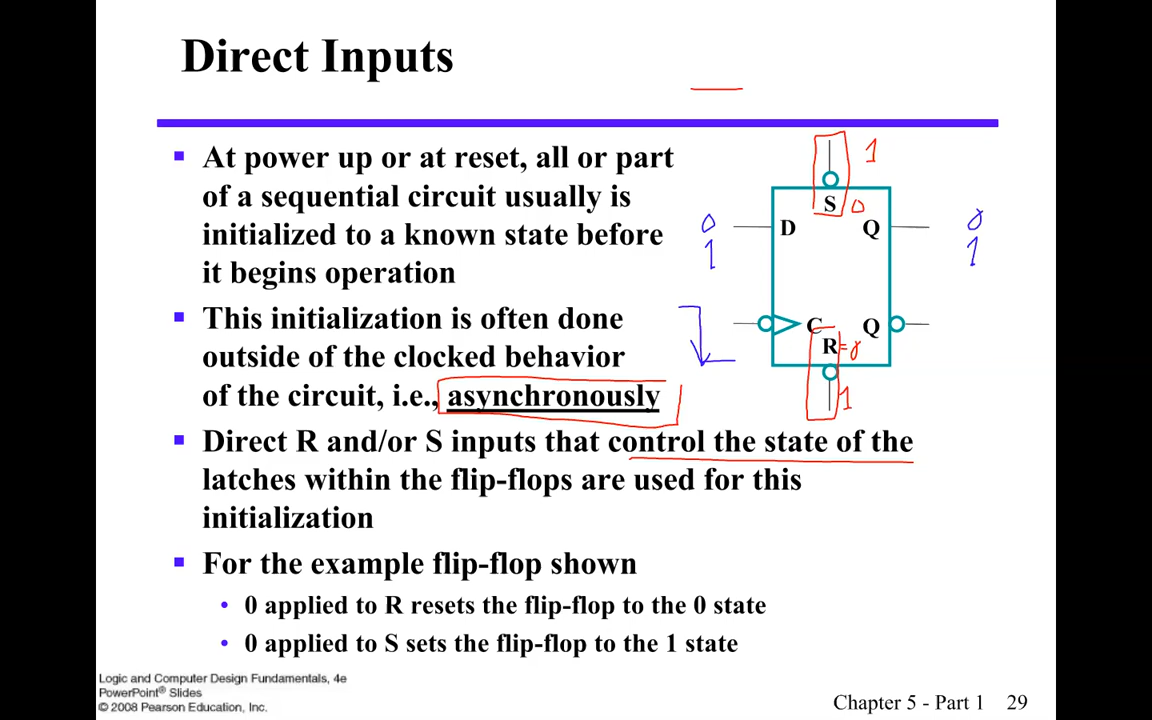 Direct Inputs
At power up or at reset, all or part
of a sequential circuit usually is
initialized to a known state before
it begins operation
This initialization is often done
outside of the clocked behavior
of the circuit, i.e., asynchronously
Direct R and/or S inputs that control the state of the
latches within the flip-flops are used for this
initialization
For the example flip-flop shown
0 applied to R resets the flip-flop to the 0 state
0 applied to S sets the flip-flop to the 1 state
1
S 0
0 D Q 0
1 1
C Q
R =0
1
Logic and Computer Design Fundamentals, 4e
PowerPoint® Slides
© 2008 Pearson Education, Inc.
Chapter 5 - Part 1 29